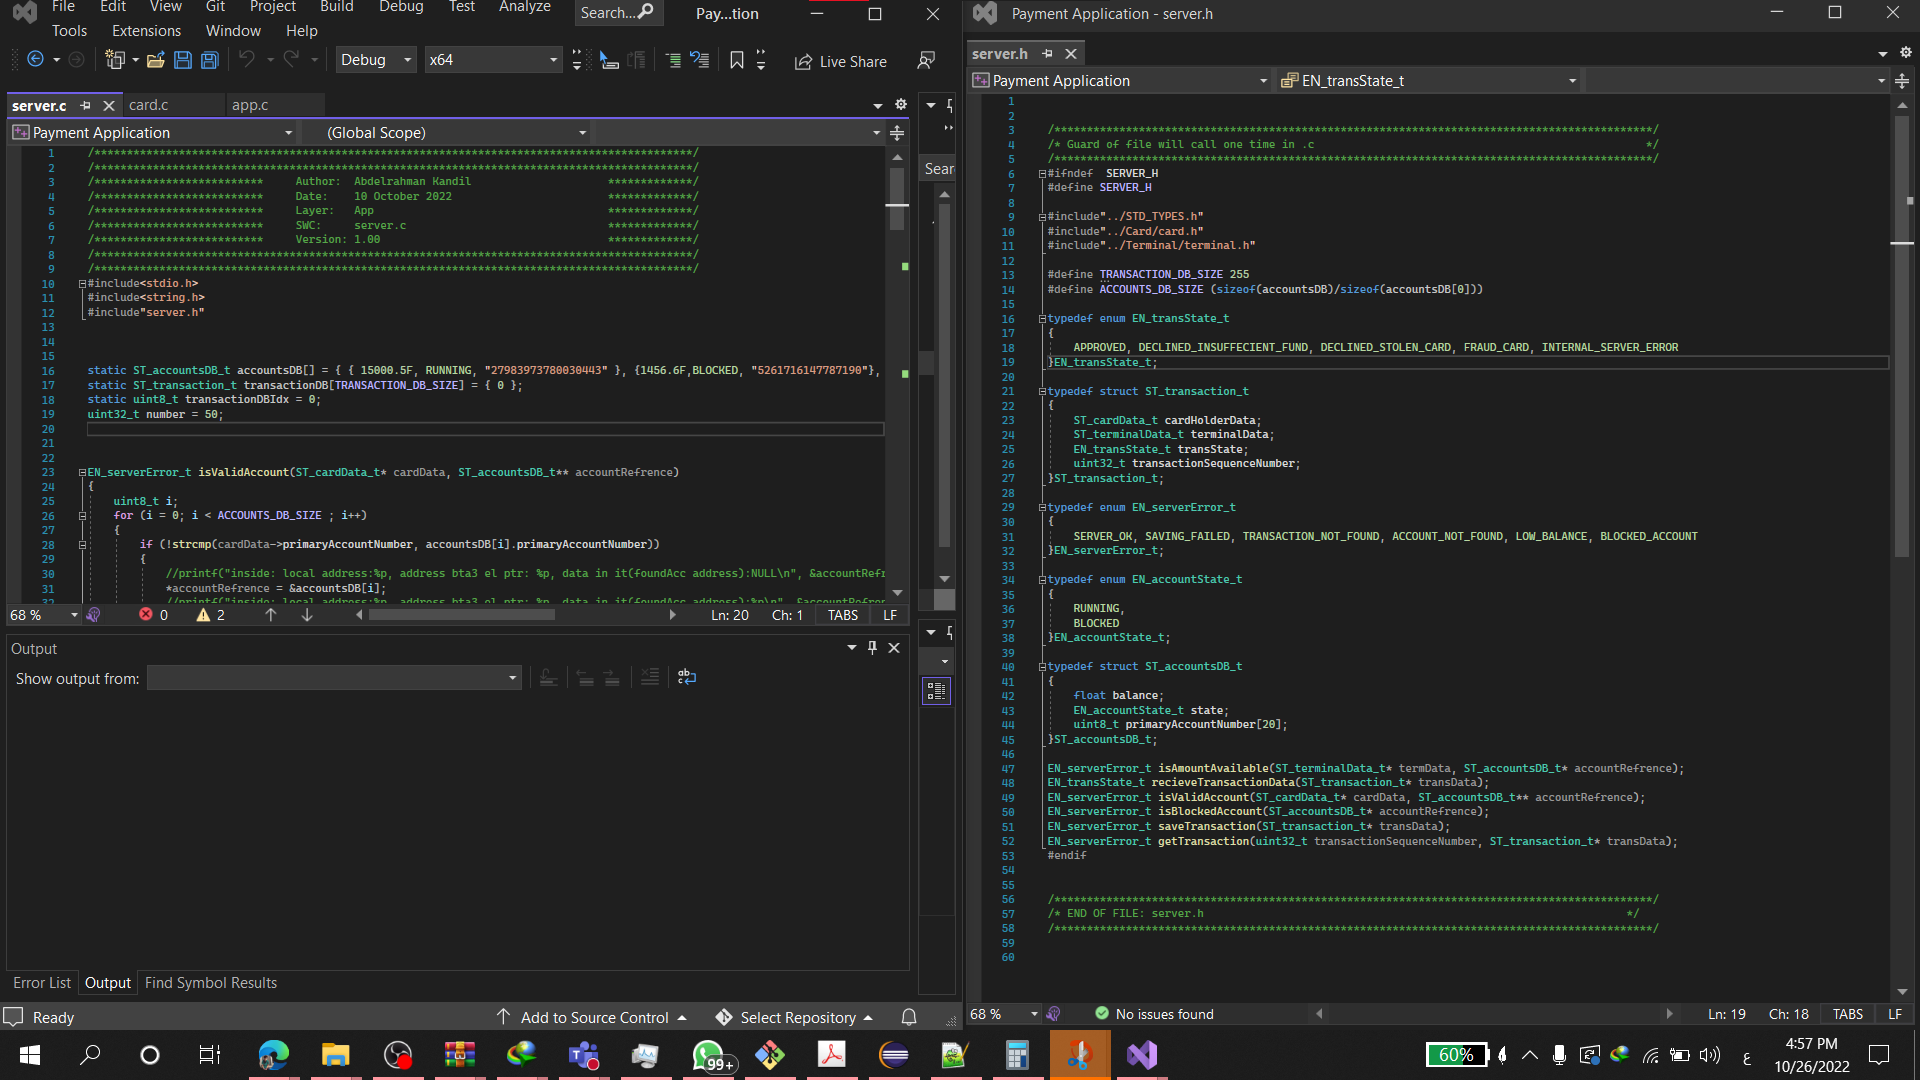 File Edit View Git Project Build Debug Test Analyze Search... Pay...tion
Tools Extensions Window Help
Debug x64 Live Share
server.c card.c app.c
Payment Application (Global Scope)
1 /********************************************************************************************/
2 /********************************************************************************************/
3 /************************** Author: Abdelrahman Kandil *************/
4 /************************** Date: 10 October 2022 *************/
5 /************************** Layer: App *************/
6 /************************** SWC: server.c *************/
7 /************************** Version: 1.00 *************/
8 /********************************************************************************************/
9 /********************************************************************************************/
10 #include<stdio.h>
11 #include<string.h>
12 #include"server.h"
13
14
15
16 static ST_accountsDB_t accountsDB[] = { { 15000.5F, RUNNING, "27983973780030443" }, {1456.6F,BLOCKED, "5261716147787190"},
17 static ST_transaction_t transactionDB[TRANSACTION_DB_SIZE] = { 0 };
18 static uint8_t transactionDBIdx = 0;
19 uint32_t number = 50;
20
21
22
23 EN_serverError_t isValidAccount(ST_cardData_t* cardData, ST_accountsDB_t** accountRefrence)
24 {
25 uint8_t i;
26 for (i = 0; i < ACCOUNTS_DB_SIZE ; i++)
27 {
28 if (!strcmp(cardData->primaryAccountNumber, accountsDB[i].primaryAccountNumber))
29 {
30 //printf("inside: local address:%p, address bta3 el ptr: %p, data in it(foundAcc address):NULL\n", &accountRefr
31 *accountRefrence = &accountsDB[i];
32 //printf("inside: local address:%p, address bta3 el ptr: %p, data in it(foundAcc address):%p\n", &accountRefren
68 % 0 2 Ln: 20 Ch: 1 TABS LF
Sear
Output
Show output from:
Error List Output Find Symbol Results
Ready Add to Source Control Select Repository
Payment Application - server.h
server.h
Payment Application EN_transState_t
1
2
3 /********************************************************************************************/
4 /* Guard of file will call one time in .c */
5 /********************************************************************************************/
6 #ifndef SERVER_H
7 #define SERVER_H
8
9 #include"../STD_TYPES.h"
10 #include"../Card/card.h"
11 #include"../Terminal/terminal.h"
12
13 #define TRANSACTION_DB_SIZE 255
14 #define ACCOUNTS_DB_SIZE (sizeof(accountsDB)/sizeof(accountsDB[0]))
15
16 typedef enum EN_transState_t
17 {
18 APPROVED, DECLINED_INSUFFECIENT_FUND, DECLINED_STOLEN_CARD, FRAUD_CARD, INTERNAL_SERVER_ERROR
19 }EN_transState_t;
20
21 typedef struct ST_transaction_t
22 {
23 ST_cardData_t cardHolderData;
24 ST_terminalData_t terminalData;
25 EN_transState_t transState;
26 uint32_t transactionSequenceNumber;
27 }ST_transaction_t;
28
29 typedef enum EN_serverError_t
30 {
31 SERVER_OK, SAVING_FAILED, TRANSACTION_NOT_FOUND, ACCOUNT_NOT_FOUND, LOW_BALANCE, BLOCKED_ACCOUNT
32 }EN_serverError_t;
33
34 typedef enum EN_accountState_t
35 {
36 RUNNING,
37 BLOCKED
38 }EN_accountState_t;
39
40 typedef struct ST_accountsDB_t
41 {
42 float balance;
43 EN_accountState_t state;
44 uint8_t primaryAccountNumber[20];
45 }ST_accountsDB_t;
46
47 EN_serverError_t isAmountAvailable(ST_terminalData_t* termData, ST_accountsDB_t* accountRefrence);
48 EN_transState_t recieveTransactionData(ST_transaction_t* transData);
49 EN_serverError_t isValidAccount(ST_cardData_t* cardData, ST_accountsDB_t** accountRefrence);
50 EN_serverError_t isBlockedAccount(ST_accountsDB_t* accountRefrence);
51 EN_serverError_t saveTransaction(ST_transaction_t* transData);
52 EN_serverError_t getTransaction(uint32_t transactionSequenceNumber, ST_transaction_t* transData);
53 #endif
54
55
56 /********************************************************************************************/
57 /* END OF FILE: server.h */
58 /********************************************************************************************/
59
60
68 % No issues found Ln: 19 Ch: 18 TABS LF
99+ 60% ع 4:57 PM
10/26/2022